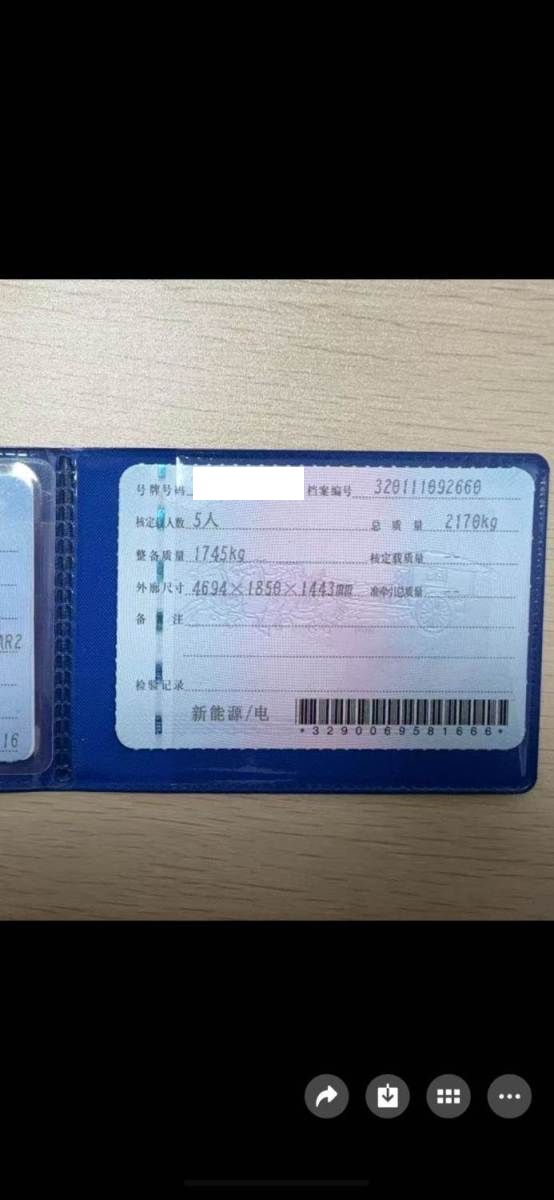 号牌号码 档案编号 320111092660
核定载人数 5人 总质量 2170kg
整备质量 1745kg 核定载质量
外廓尺寸 4694×1850×1443mm 准牵引总质量 --
备注
检验记录
新能源/电
*3290069581666*
AR2
16